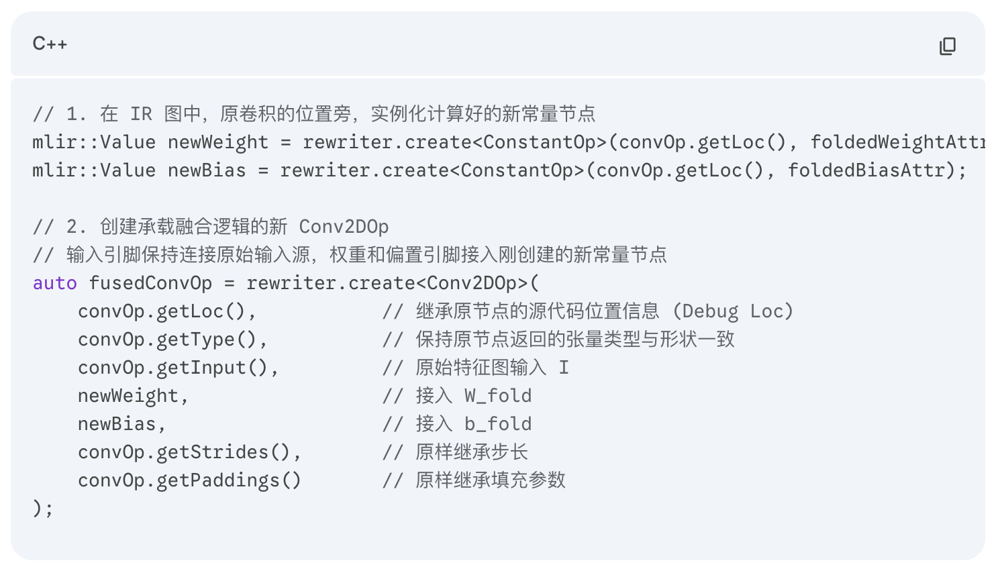 C++
// 1. 在 IR 图中，原卷积的位置旁，实例化计算好的新常量节点
mlir::Value newWeight = rewriter.create<ConstantOp>(convOp.getLoc(), foldedWeightAttr
mlir::Value newBias = rewriter.create<ConstantOp>(convOp.getLoc(), foldedBiasAttr);
// 2. 创建承载融合逻辑的新 Conv2DOp
// 输入引脚保持连接原始输入源，权重和偏置引脚接入刚创建的新常量节点
auto fusedConvOp = rewriter.create<Conv2DOp>(
    convOp.getLoc(),           // 继承原节点的源代码位置信息 (Debug Loc)
    convOp.getType(),          // 保持原节点返回的张量类型与形状一致
    convOp.getInput(),         // 原始特征图输入 I
    newWeight,                 // 接入 W_fold
    newBias,                   // 接入 b_fold
    convOp.getStrides(),       // 原样继承步长
    convOp.getPaddings()       // 原样继承填充参数
);